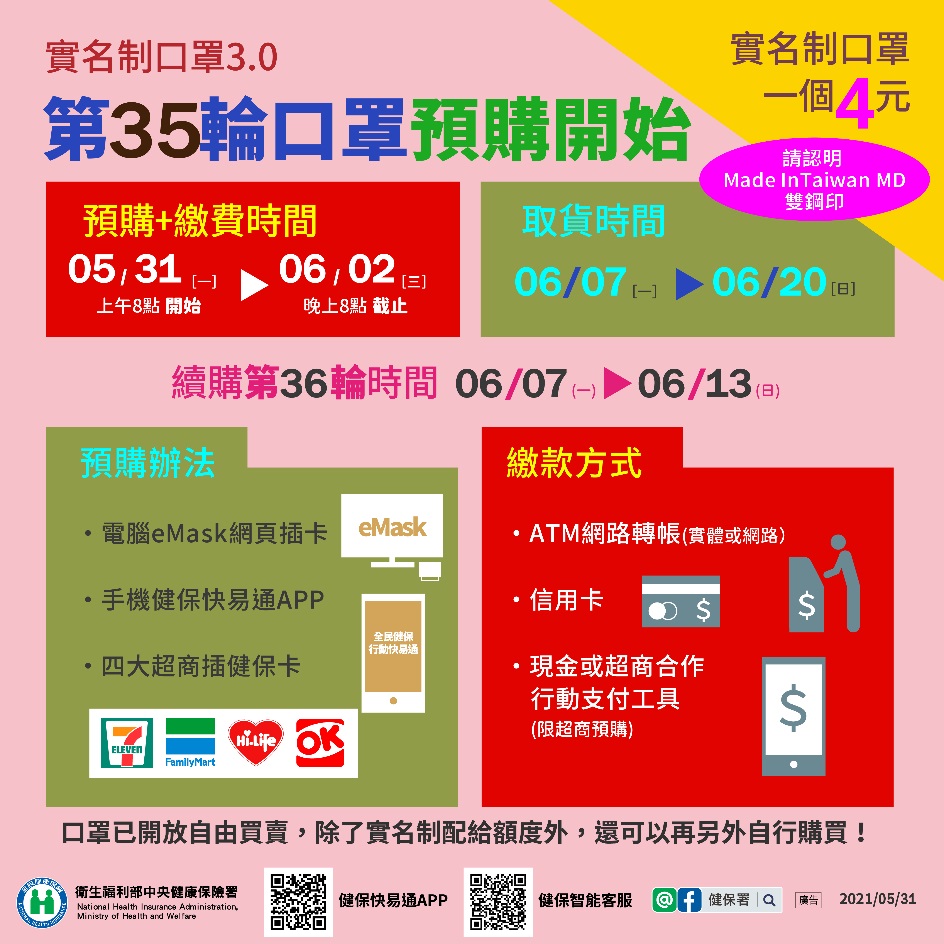 實名制口罩3.0
第35輪口罩預購開始
實名制口罩
一個4元
請認明
Made InTaiwan MD
雙鋼印
預購+繳費時間
05/31 [一] ▶ 06/02 [三]
上午8點 開始 晚上8點 截止
取貨時間
06/07 [一] ▶ 06/20 [日]
續購第36輪時間 06/07 (一) ▶ 06/13 (日)
預購辦法
・電腦eMask網頁插卡
eMask
・手機健保快易通APP
全民健保
行動快易通
・四大超商插健保卡
7 ELEVEN
FamilyMart
Hi-Life
OK
繳款方式
・ATM網路轉帳(實體或網路)
・信用卡
$
$
・現金或超商合作
行動支付工具
(限超商預購)
$
口罩已開放自由買賣，除了實名制配給額度外，還可以再另外自行購買！
衛生福利部中央健康保險署
National Health Insurance Administration,
Ministry of Health and Welfare
健保快易通APP
健保智能客服
健保署
廣告
2021/05/31